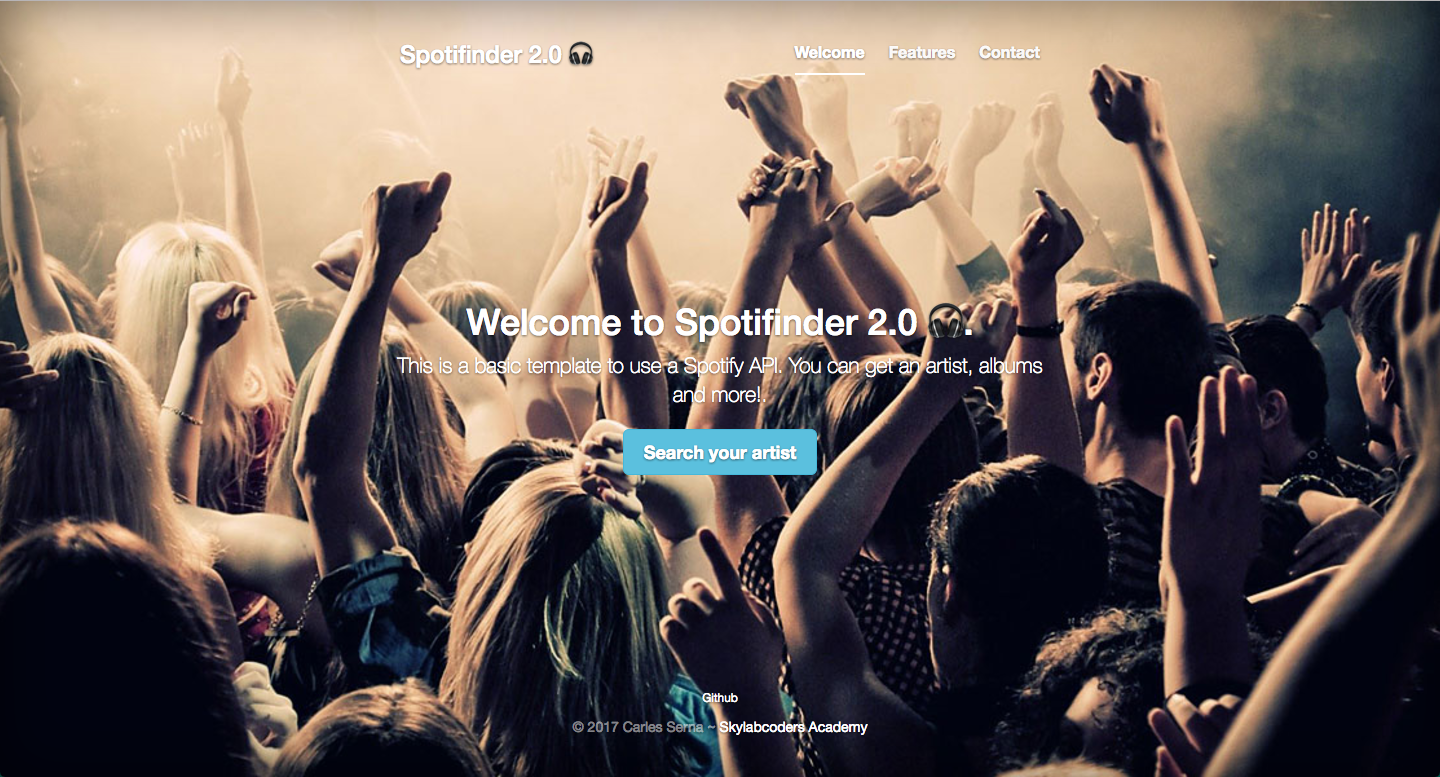 Spotifinder 2.0 🎧
Welcome Features Contact
Welcome to Spotifinder 2.0 🎧.
This is a basic template to use a Spotify API. You can get an artist, albums
and more!.
Search your artist
Github
© 2017 Carles Serna ~ Skylabcoders Academy